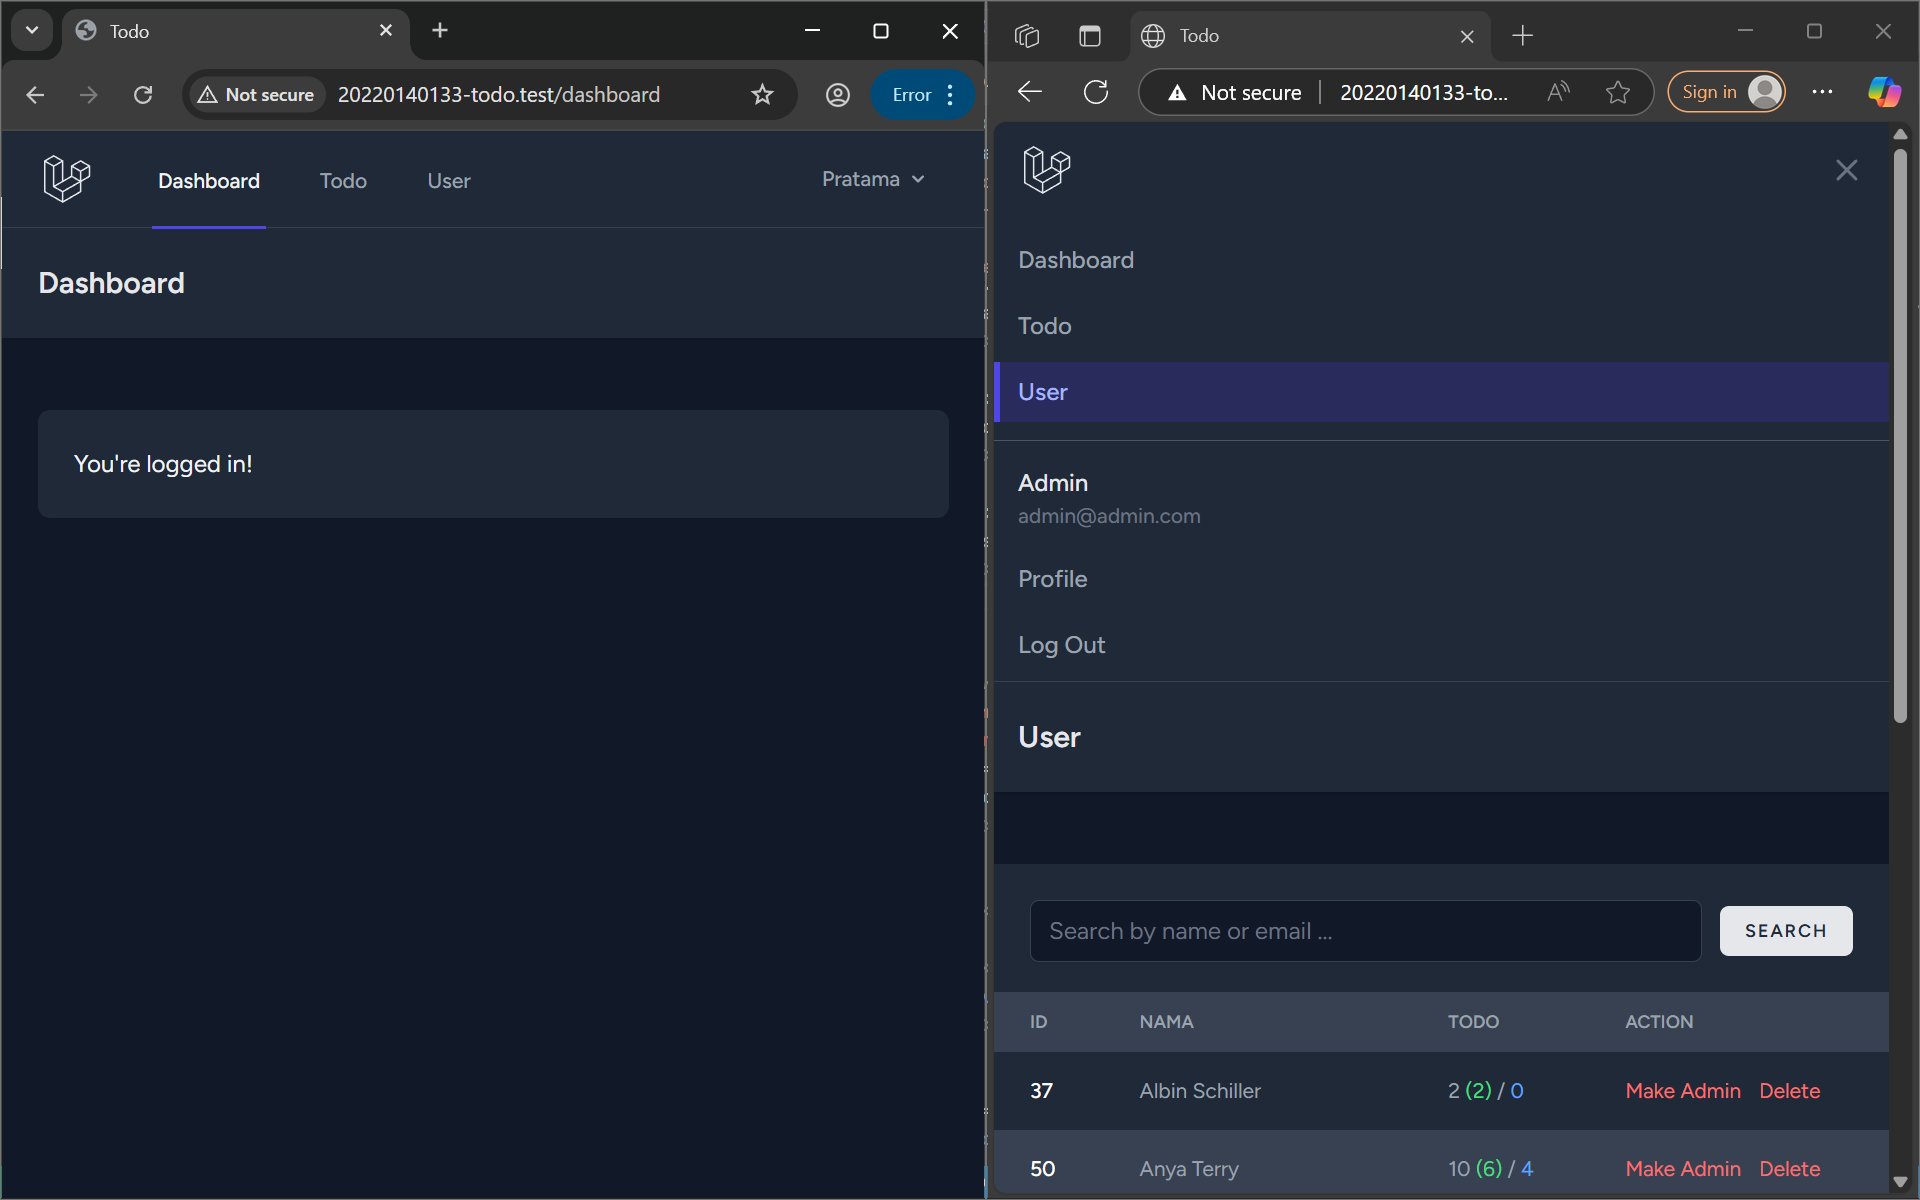 Todo
Not secure
20220140133-todo.test/dashboard
Error
Dashboard
Todo
User
Pratama
Dashboard
You're logged in!
Todo
Not secure
20220140133-to...
Sign in
Dashboard
Todo
User
Admin
admin@admin.com
Profile
Log Out
User
Search by name or email ...
SEARCH
ID NAMA TODO ACTION
37 Albin Schiller 2 (2) / 0 Make Admin Delete
50 Anya Terry 10 (6) / 4 Make Admin Delete